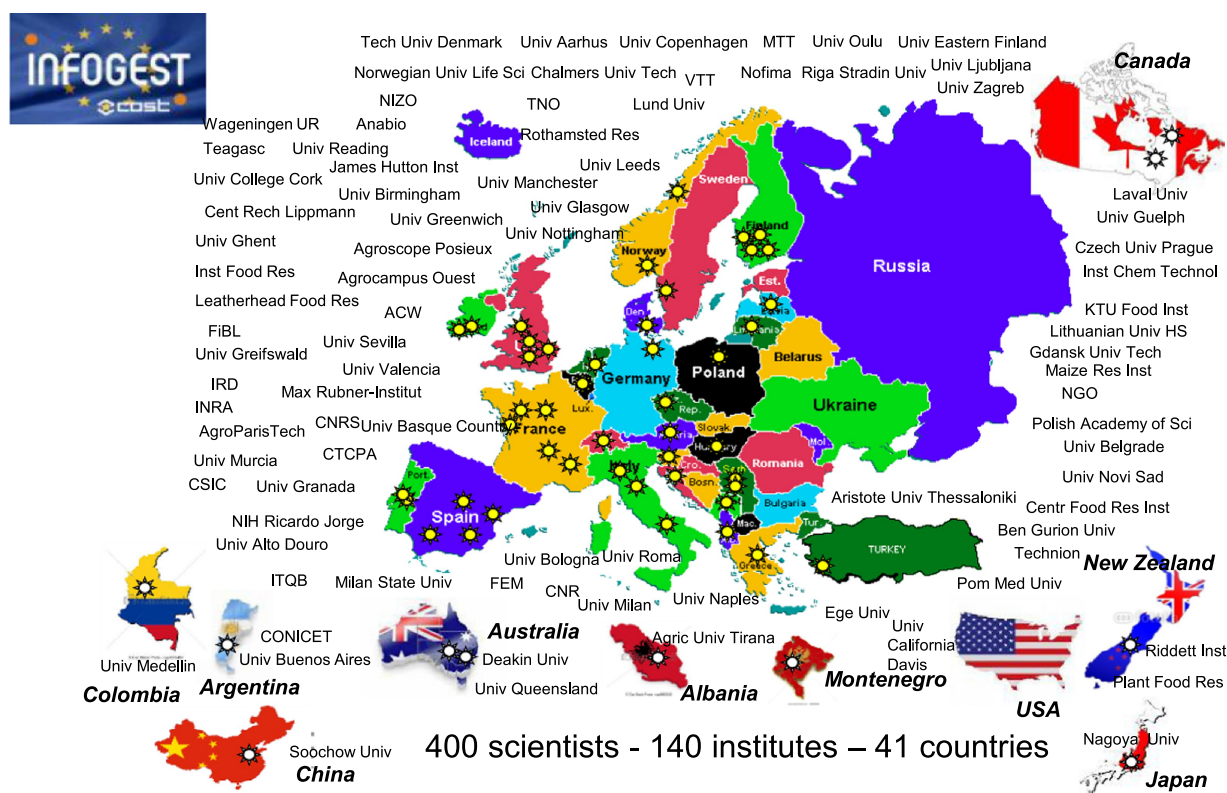 INFOGEST
cost
Tech Univ Denmark Univ Aarhus Univ Copenhagen MTT Univ Oulu Univ Eastern Finland
Canada
Norwegian Univ Life Sci Chalmers Univ Tech VTT Nofima Riga Stradin Univ Univ Ljubljana
Univ Zagreb
NIZO TNO Lund Univ
Wageningen UR Anabio Iceland Rothamsted Res
Teagasc Univ Reading
James Hutton Inst Univ Leeds
Univ College Cork Univ Birmingham Univ Manchester Sweden Laval Univ
Cent Rech Lippmann Univ Greenwich Univ Glasgow Univ Guelph
Univ Nottingham Finland
Univ Ghent Agroscope Posieux Norway Czech Univ Prague
Inst Food Res Agrocampus Ouest Russia Inst Chem Technol
Est.
Leatherhead Food Res ACW Den. KTU Food Inst
FiBL Univ Sevilla Lithuania Lithuanian Univ HS
Univ Greifswald Univ Valencia Belarus Gdansk Univ Tech
Maize Res Inst
IRD Max Rubner-Institut Germany Poland NGO
INRA Lux. Rep. Ukraine
AgroParisTech CNRS Univ Basque Country France Slovak. Polish Academy of Sci
Mol.
Univ Murcia CTCPA Italy Cro. Romania Univ Belgrade
CSIC Univ Granada Port. Bosn. Univ Novi Sad
Bulgaria Aristote Univ Thessaloniki
NIH Ricardo Jorge Spain Mac. Tur Centr Food Res Inst
Univ Alto Douro Ben Gurion Univ
Univ Bologna Univ Roma Greece TURKEY Technion
New Zealand
ITQB Milan State Univ FEM CNR Pom Med Univ
Univ Milan Univ Naples Ege Univ
CONICET Australia Agric Univ Tirana Univ
California
Davis
Univ Medellin Univ Buenos Aires Deakin Univ Riddett Inst
Colombia Argentina Univ Queensland Albania Montenegro Plant Food Res
USA
Soochow Univ 400 scientists - 140 institutes – 41 countries Nagoya Univ
China Japan